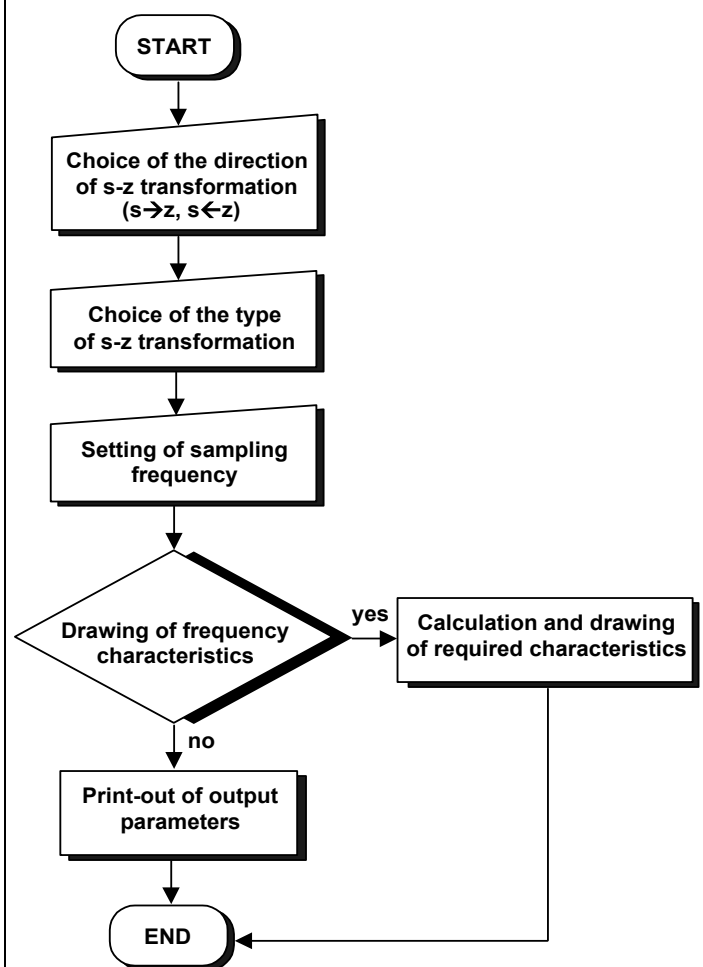 START
Choice of the direction
of s-z transformation
(s→z, s←z)
Choice of the type
of s-z transformation
Setting of sampling
frequency
Drawing of frequency
characteristics
yes
Calculation and drawing
of required characteristics
no
Print-out of output
parameters
END